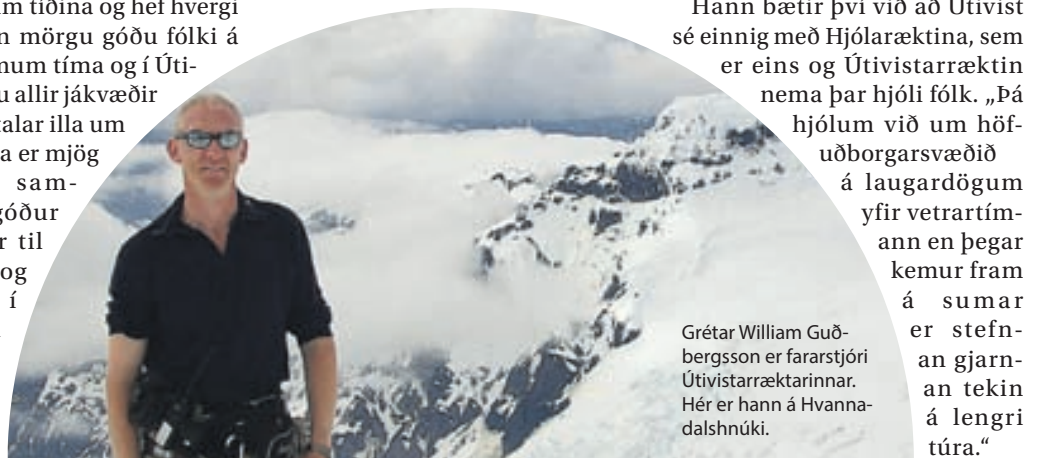 m tíðina og hef hvergi
mörgu góðu fólki á
tíma og í Úti-
allir jákvæðir
talar illa um
er mjög
sam-
góður
til
og
í
Hann bætir því við að Útivist
sé einnig með Hjólaræktina, sem
er eins og Útivistarræktin
nema þar hjóli fólk. „Þá
hjólum við um höf-
uðborgarsvæðið
á laugardögum
yfir vetrartím-
ann en þegar
kemur fram
á sumar
er stefn-
an gjarn-
an tekin
á lengri
túra.“
Grétar William Guð-
bergsson er fararstjóri
Útivistarræktarinnar.
Hér er hann á Hvanna-
dalshnúki.